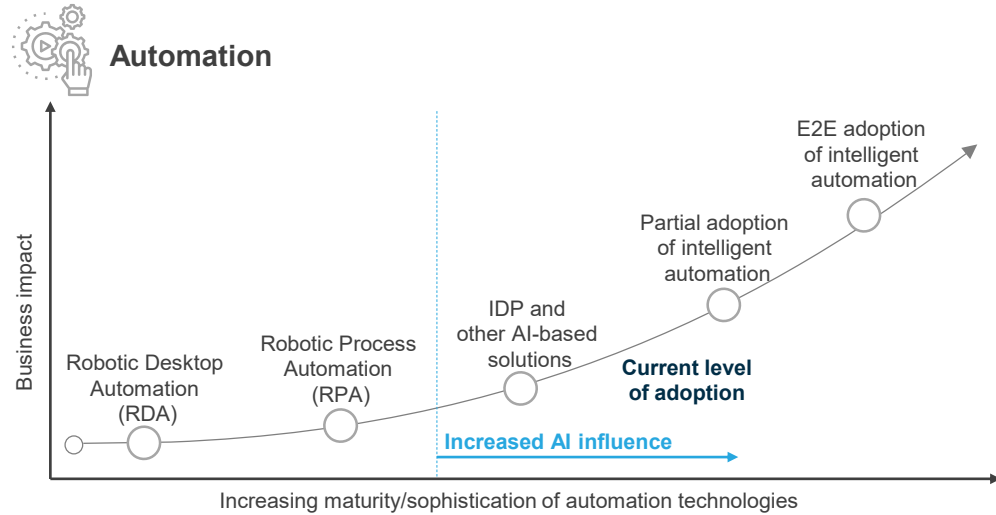 Automation
Business impact
E2E adoption
of intelligent
automation
Partial adoption
of intelligent
automation
IDP and
other AI-based
solutions
Robotic Process
Automation
(RPA)
Robotic Desktop
Automation
(RDA)
Current level
of adoption
Increased AI influence
Increasing maturity/sophistication of automation technologies